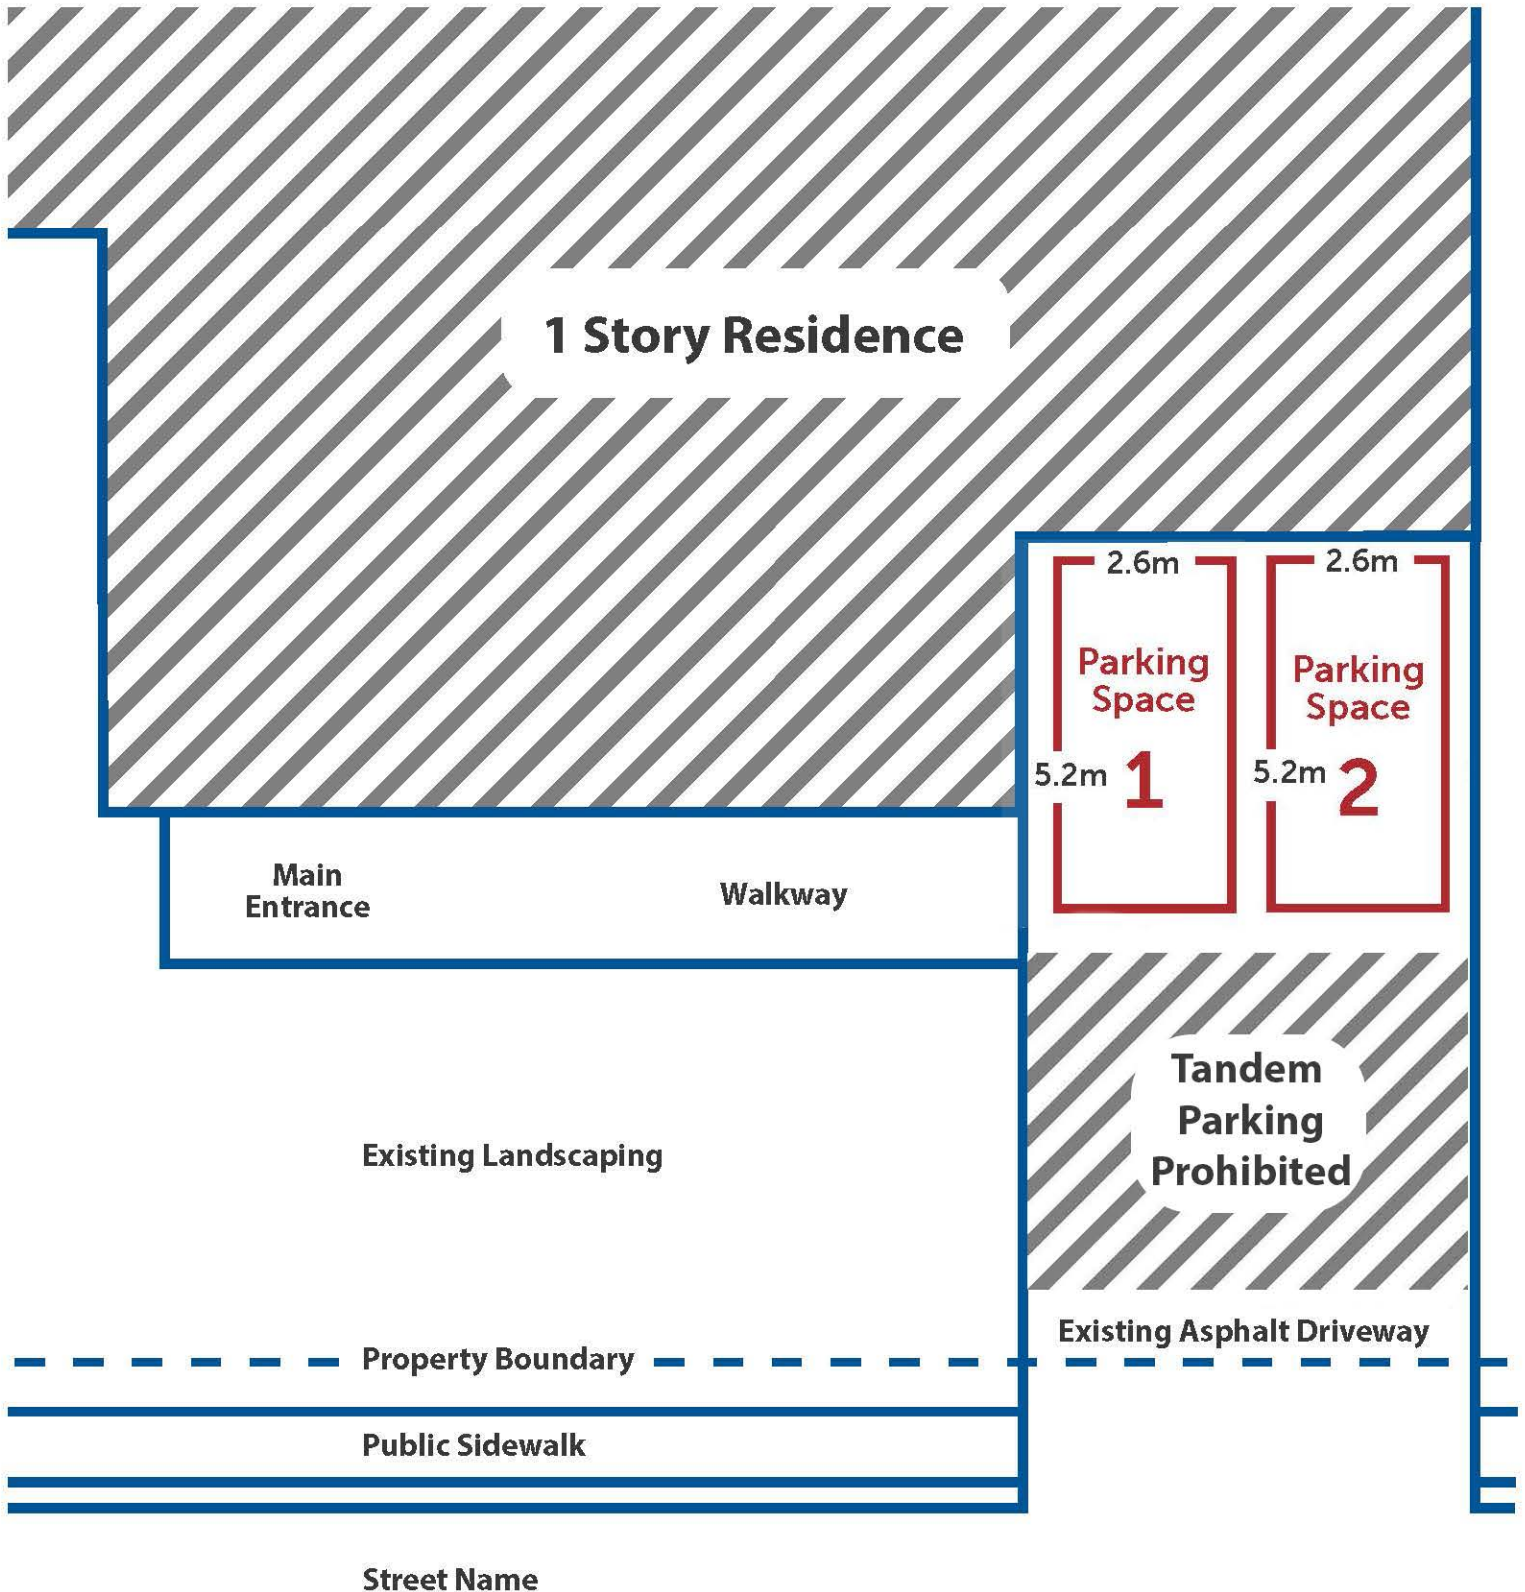 1 Story Residence
2.6m
2.6m
Parking
Space
1
5.2m
Parking
Space
2
5.2m
Main
Entrance
Walkway
Tandem
Parking
Prohibited
Existing Landscaping
Existing Asphalt Driveway
Property Boundary
Public Sidewalk
Street Name